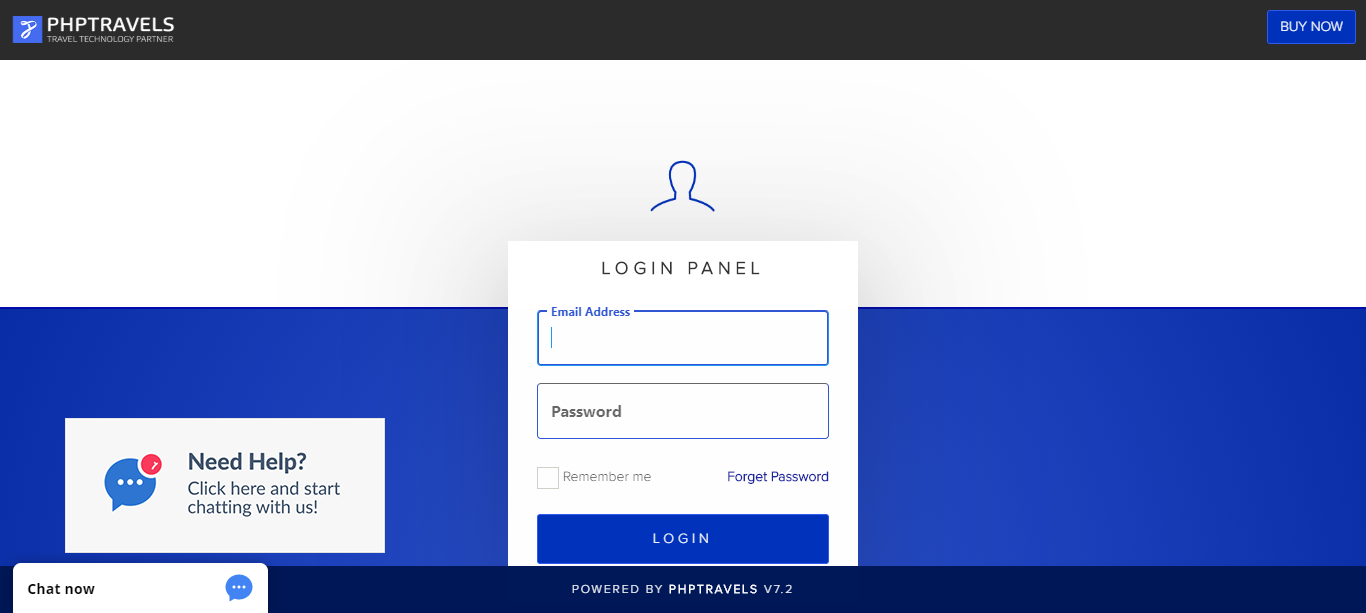 PHPTRAVELS
TRAVEL TECHNOLOGY PARTNER
BUY NOW
LOGIN PANEL
Email Address
Password
Remember me
Forget Password
LOGIN
Need Help?
Click here and start
chatting with us!
Chat now
POWERED BY PHPTRAVELS V7.2